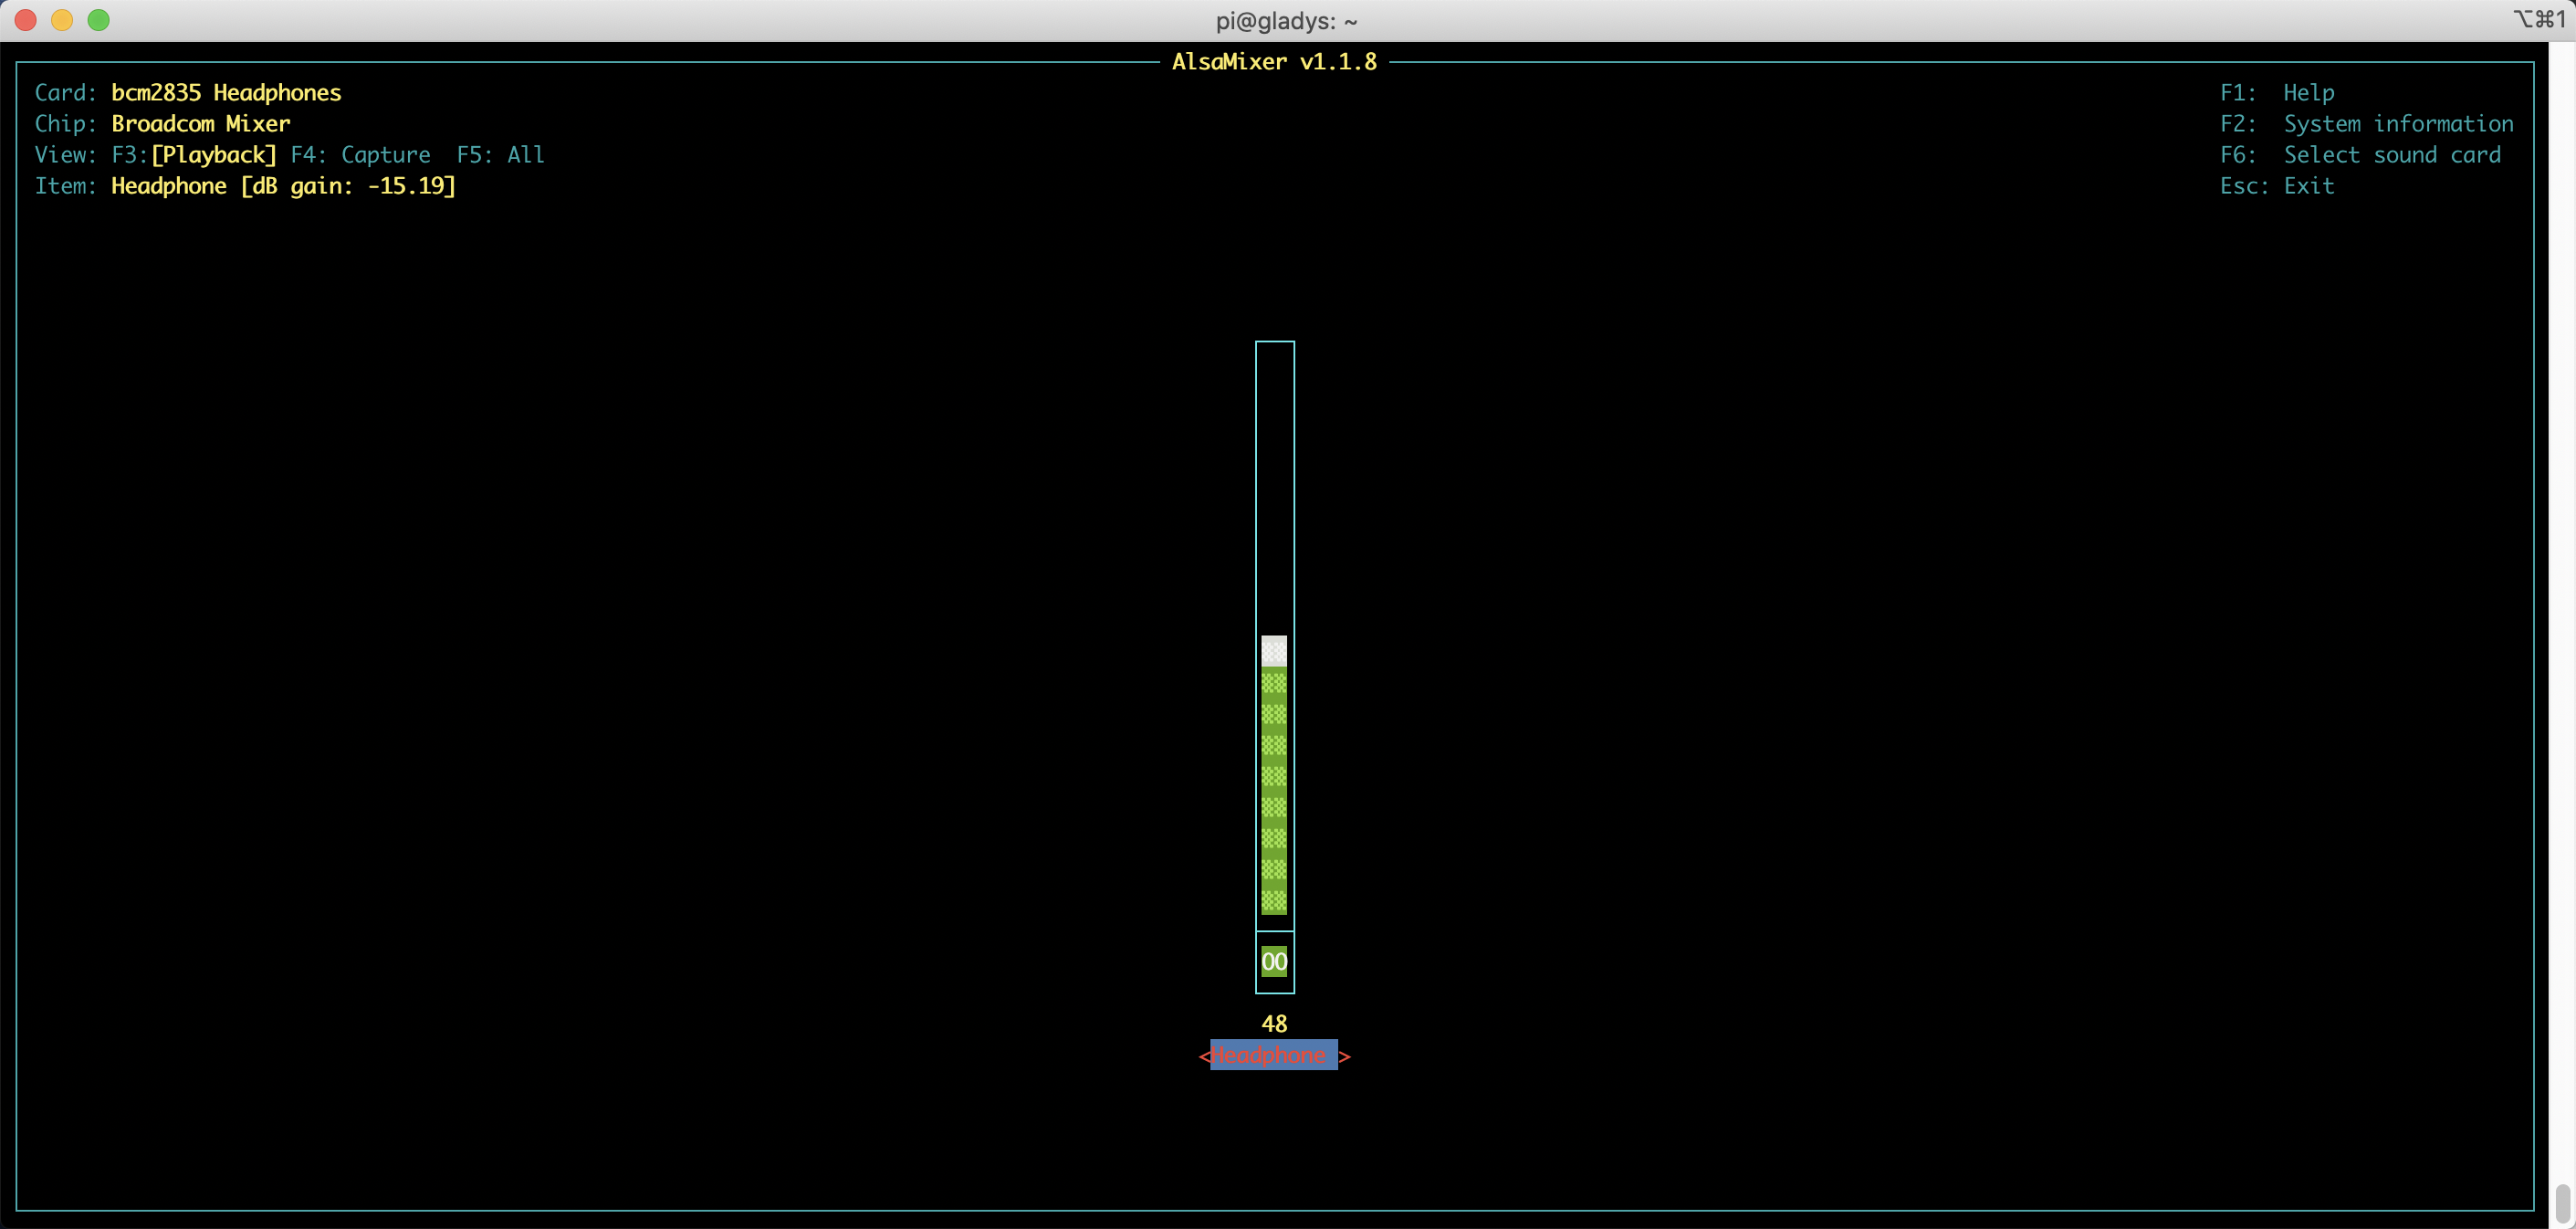 pi@gladys: ~
⌥⌘1
AlsaMixer v1.1.8
Card: bcm2835 Headphones
Chip: Broadcom Mixer
View: F3:[Playback] F4: Capture  F5: All
Item: Headphone [dB gain: -15.19]
F1:  Help
F2:  System information
F6:  Select sound card
Esc: Exit
OO
48
<Headphone >